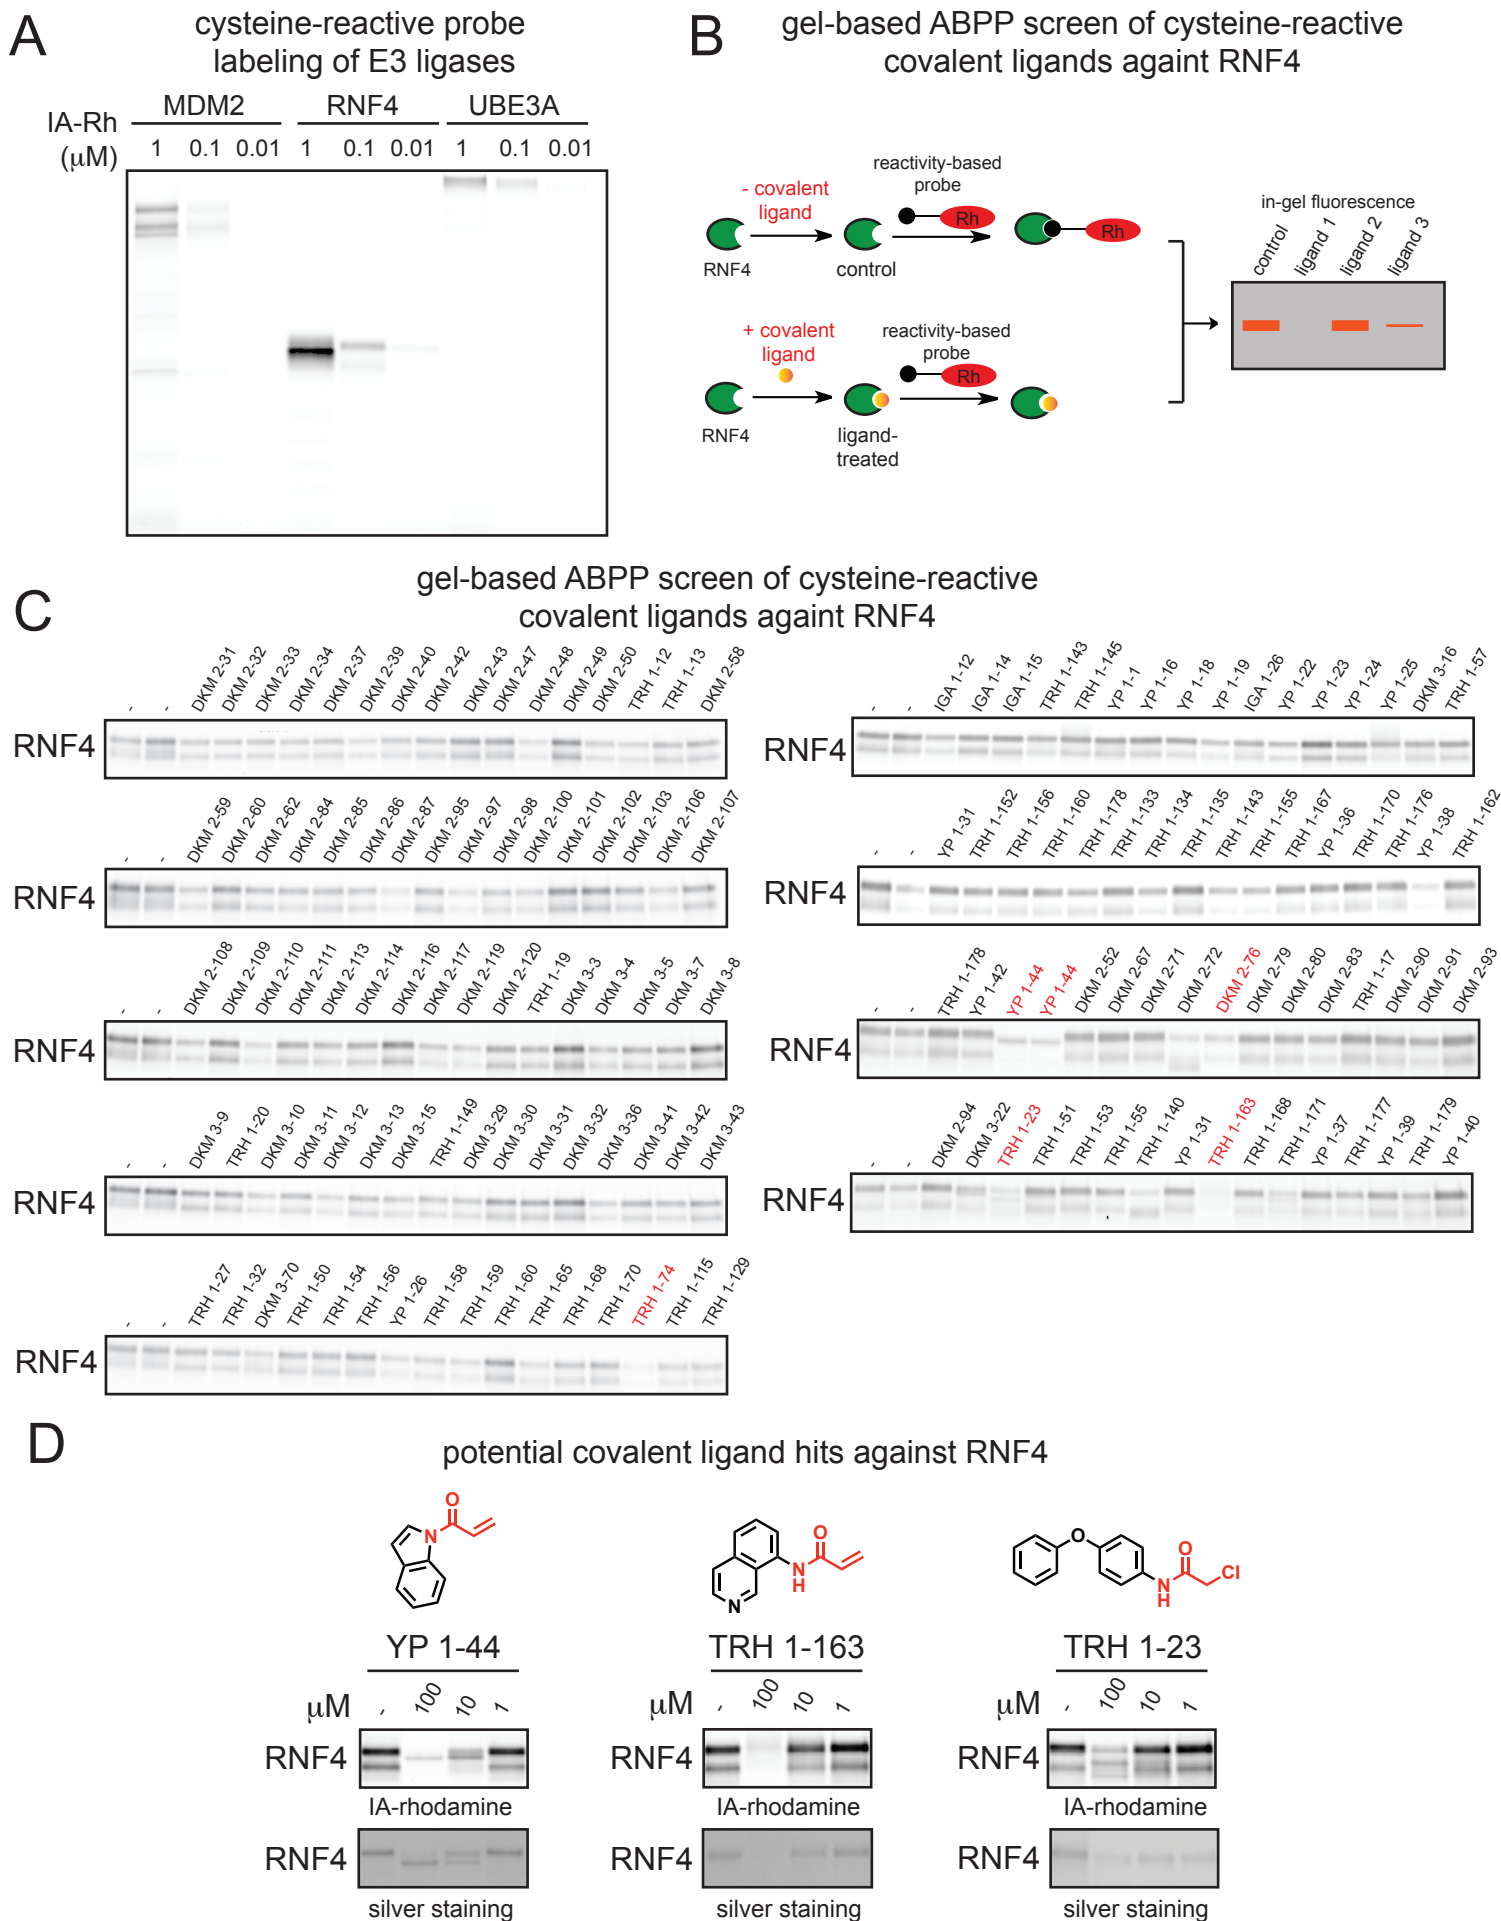 A
cysteine-reactive probe
labeling of E3 ligases
MDM2 RNF4 UBE3A
IA-Rh
(μM)
1 0.1 0.01 1 0.1 0.01 1 0.1 0.01
B
gel-based ABPP screen of cysteine-reactive
covalent ligands againt RNF4
- covalent
ligand
reactivity-based
probe
Rh
Rh
RNF4
control
+ covalent
ligand
reactivity-based
probe
Rh
RNF4
ligand-
treated
in-gel fluorescence
control
ligand 1
ligand 2
ligand 3
C
gel-based ABPP screen of cysteine-reactive
covalent ligands againt RNF4
- - DKM 2-31 DKM 2-32 DKM 2-33 DKM 2-34 DKM 2-37 DKM 2-39 DKM 2-40 DKM 2-42 DKM 2-43 DKM 2-47 DKM 2-48 DKM 2-49 DKM 2-50 TRH 1-12 TRH 1-13 DKM 2-58
RNF4
- - DKM 2-59 DKM 2-60 DKM 2-62 DKM 2-84 DKM 2-85 DKM 2-86 DKM 2-87 DKM 2-95 DKM 2-97 DKM 2-98 DKM 2-100 DKM 2-101 DKM 2-102 DKM 2-103 DKM 2-106 DKM 2-107
RNF4
- - DKM 2-108 DKM 2-109 DKM 2-110 DKM 2-111 DKM 2-113 DKM 2-114 DKM 2-116 DKM 2-117 DKM 2-119 DKM 2-120 TRH 1-19 DKM 3-3 DKM 3-4 DKM 3-5 DKM 3-7 DKM 3-8
RNF4
- - DKM 3-9 TRH 1-20 DKM 3-10 DKM 3-11 DKM 3-12 DKM 3-13 DKM 3-15 TRH 1-149 DKM 3-29 DKM 3-30 DKM 3-31 DKM 3-32 DKM 3-36 DKM 3-41 DKM 3-42 DKM 3-43
RNF4
- - TRH 1-27 TRH 1-32 DKM 3-70 TRH 1-50 TRH 1-54 TRH 1-56 YP 1-26 TRH 1-58 TRH 1-59 TRH 1-60 TRH 1-65 TRH 1-68 TRH 1-70 TRH 1-74 TRH 1-115 TRH 1-129
RNF4
- - IGA 1-12 IGA 1-14 IGA 1-15 TRH 1-143 TRH 1-145 YP 1-1 YP 1-16 YP 1-18 YP 1-19 IGA 1-26 YP 1-22 YP 1-23 YP 1-24 YP 1-25 DKM 3-16 TRH 1-57
RNF4
- - YP 1-31 TRH 1-152 TRH 1-156 TRH 1-160 TRH 1-178 TRH 1-133 TRH 1-134 TRH 1-135 TRH 1-143 TRH 1-155 TRH 1-167 YP 1-36 TRH 1-170 TRH 1-176 YP 1-38 TRH 1-162
RNF4
- - TRH 1-178 YP 1-42 YP 1-44 YP 1-44 DKM 2-52 DKM 2-67 DKM 2-71 DKM 2-72 DKM 2-76 DKM 2-79 DKM 2-80 DKM 2-83 TRH 1-17 DKM 2-90 DKM 2-91 DKM 2-93
RNF4
- - DKM 2-94 DKM 3-22 TRH 1-23 TRH 1-51 TRH 1-53 TRH 1-55 TRH 1-140 YP 1-31 TRH 1-163 TRH 1-168 TRH 1-171 YP 1-37 TRH 1-177 YP 1-39 TRH 1-179 YP 1-40
RNF4
D
potential covalent ligand hits against RNF4
O
N
YP 1-44
μM - 100 10 1
RNF4
IA-rhodamine
RNF4
silver staining
O
N
H
N
TRH 1-163
μM - 100 10 1
RNF4
IA-rhodamine
RNF4
silver staining
O
O
Cl
N
H
TRH 1-23
μM - 100 10 1
RNF4
IA-rhodamine
RNF4
silver staining